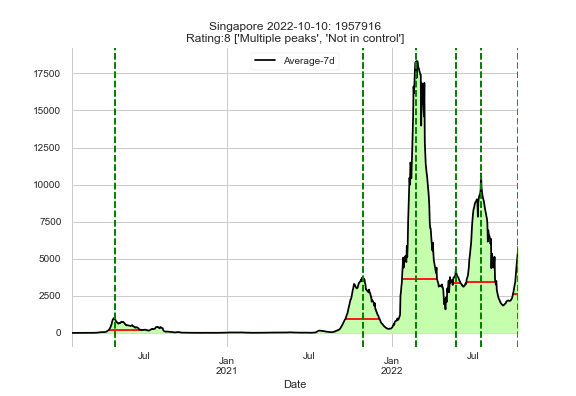 Singapore 2022-10-10: 1957916
Rating:8 ['Multiple peaks', 'Not in control']
Average-7d
17500
15000
12500
10000
7500
5000
2500
0
Jul
Jan
2021
Jul
Jan
2022
Jul
Date